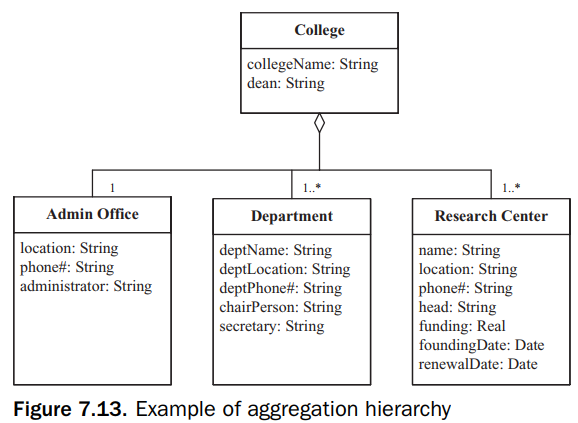 College
collegeName: String
dean: String
1
1..*
1..*
Admin Office
location: String
phone#: String
administrator: String
Department
deptName: String
deptLocation: String
deptPhone#: String
chairPerson: String
secretary: String
Research Center
name: String
location: String
phone#: String
head: String
funding: Real
foundingDate: Date
renewalDate: Date
Figure 7.13. Example of aggregation hierarchy